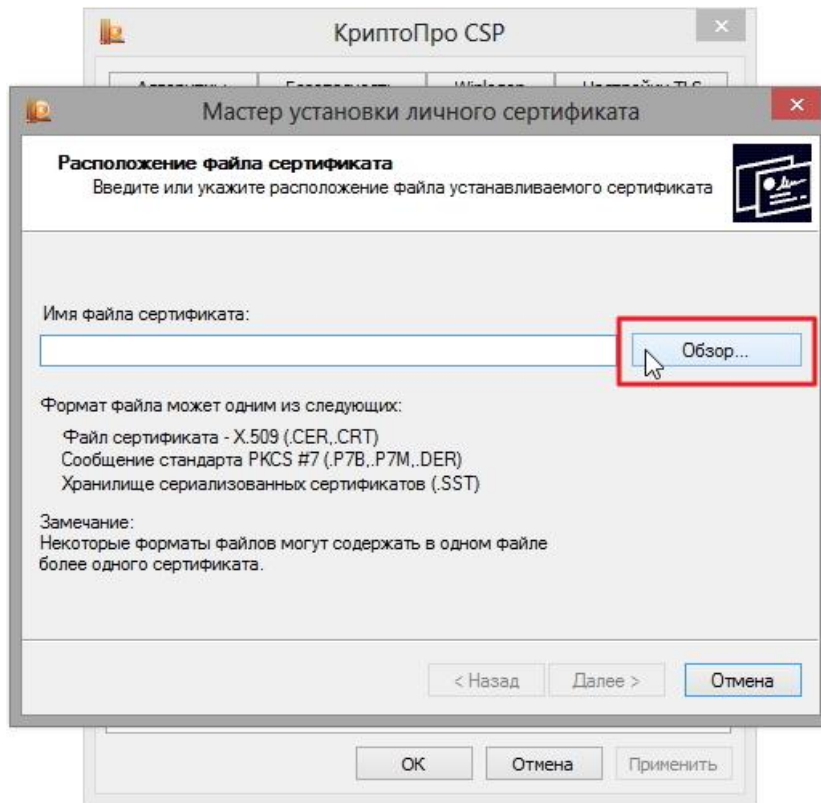 КриптоПро CSP
Мастер установки личного сертификата
Расположение файла сертификата
Введите или укажите расположение файла устанавливаемого сертификата
Имя файла сертификата:
Обзор...
Формат файла может одним из следующих:
Файл сертификата - X.509 (.CER,.CRT)
Сообщение стандарта PKCS #7 (.P7B,.P7M,.DER)
Хранилище сериализованных сертификатов (.SST)
Замечание:
Некоторые форматы файлов могут содержать в одном файле
более одного сертификата.
< Назад Далее > Отмена
OK Отмена Применить